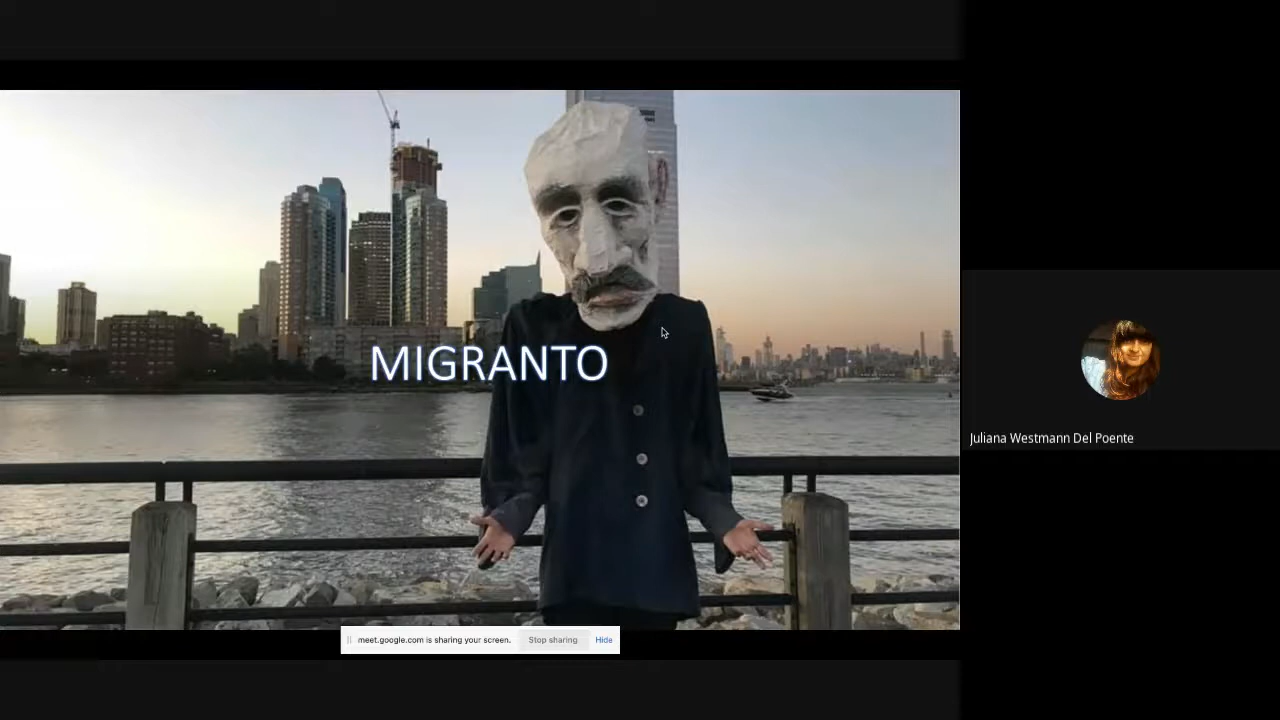 MIGRANTO
Juliana Westmann Del Poente
meet.google.com is sharing your screen.
Stop sharing
Hide